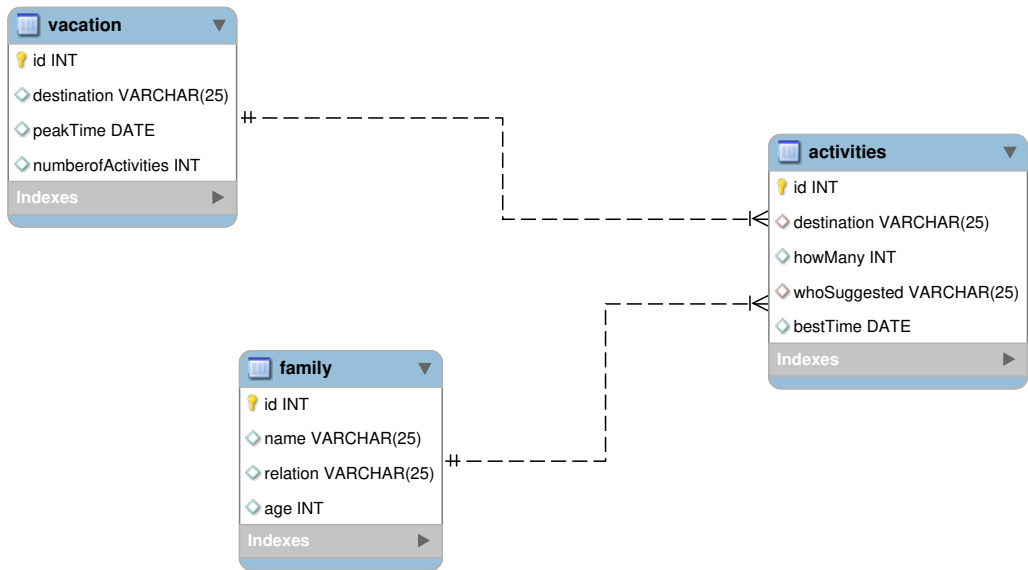 vacation
id INT
destination VARCHAR(25)
peakTime DATE
numberofActivities INT
Indexes
activities
id INT
destination VARCHAR(25)
howMany INT
whoSuggested VARCHAR(25)
bestTime DATE
Indexes
family
id INT
name VARCHAR(25)
relation VARCHAR(25)
age INT
Indexes